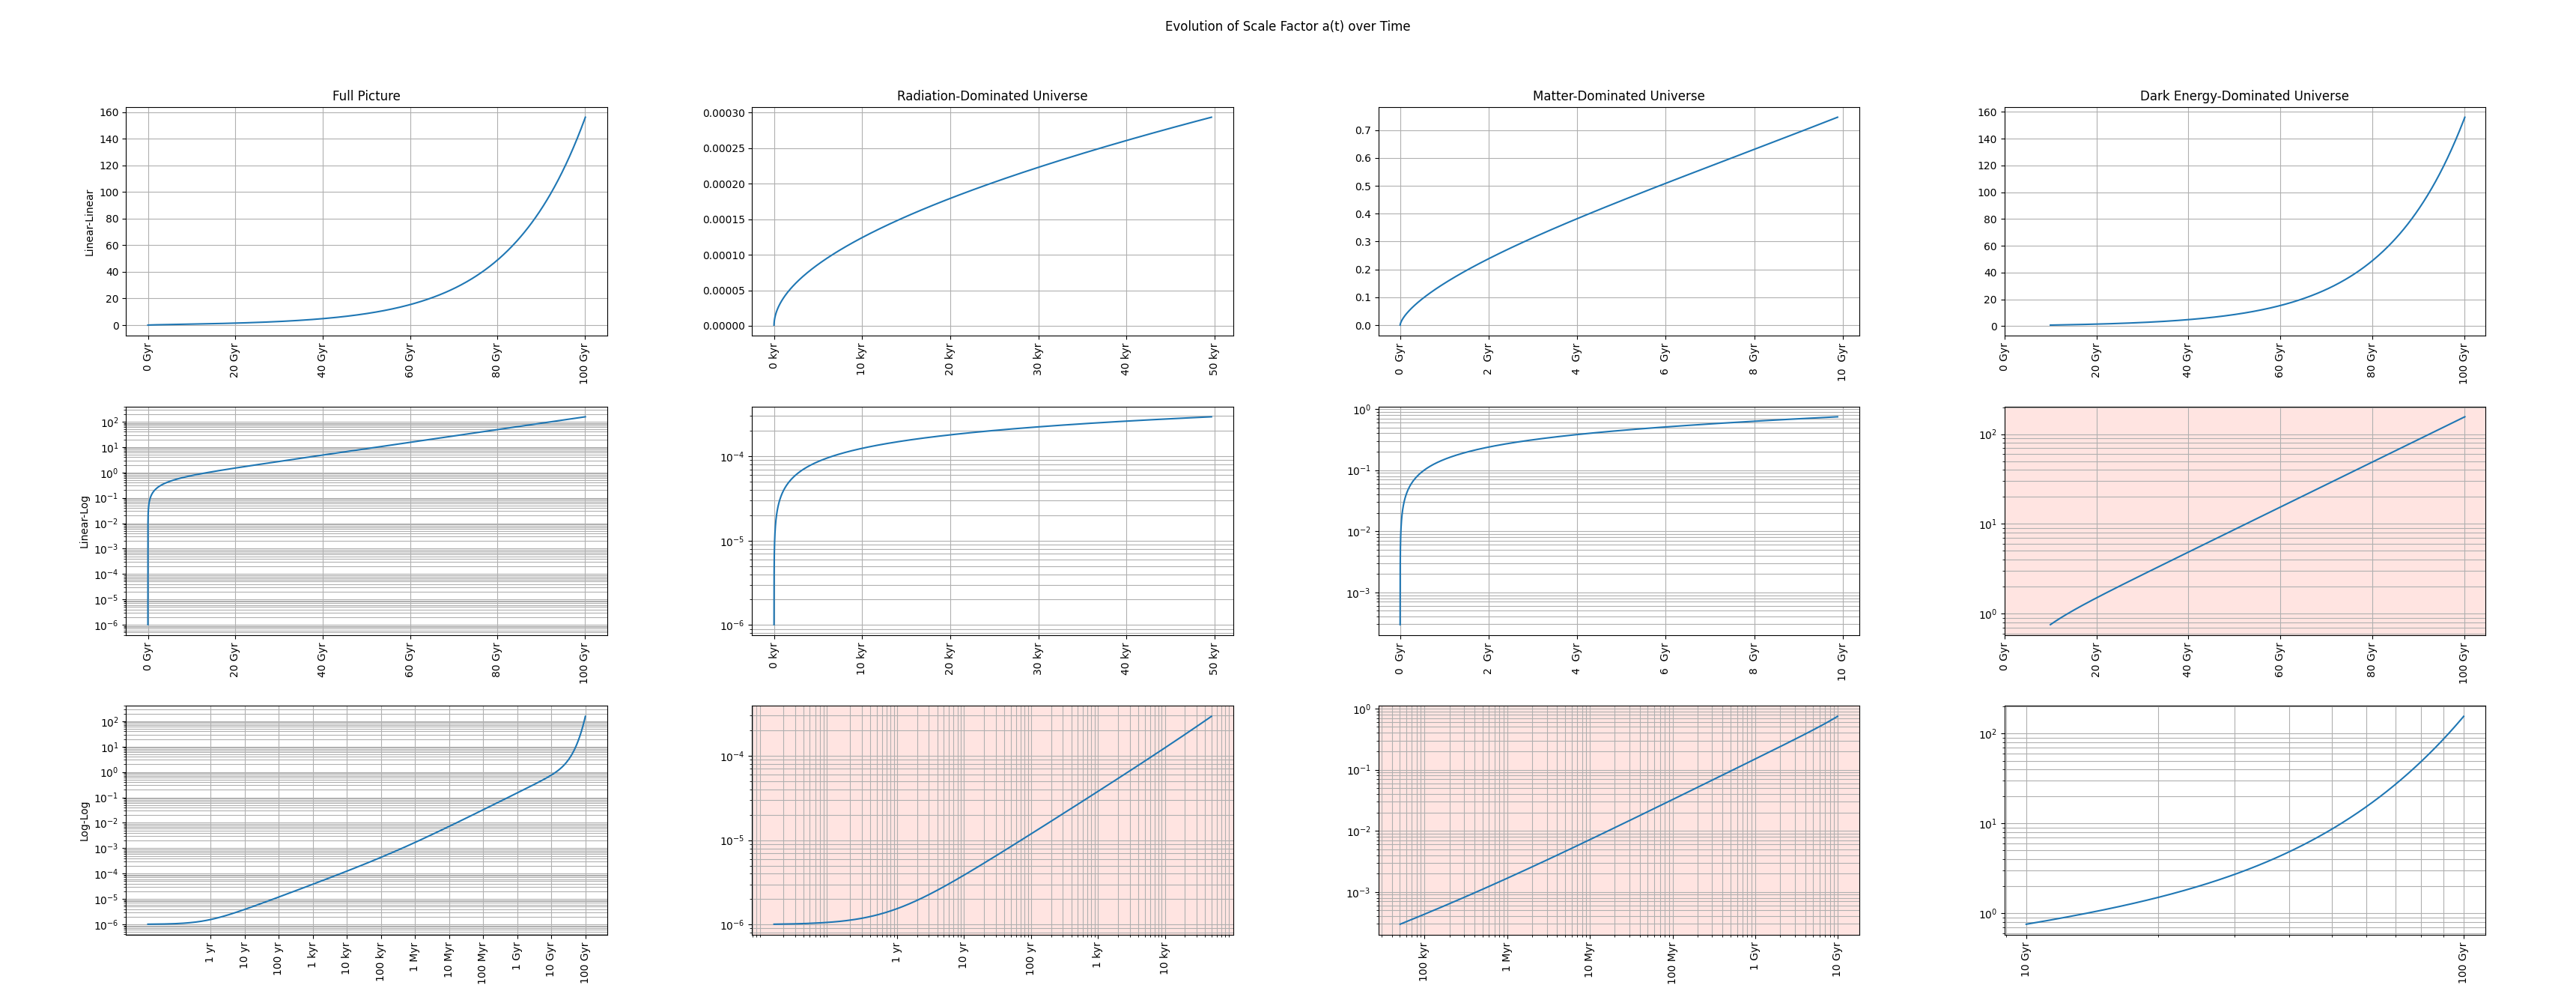 Evolution of Scale Factor a(t) over Time
Full Picture
Linear-Linear
160
140
120
100
80
60
40
20
0
0 Gyr
20 Gyr
40 Gyr
60 Gyr
80 Gyr
100 Gyr
Radiation-Dominated Universe
0.00030
0.00025
0.00020
0.00015
0.00010
0.00005
0.00000
0 kyr
10 kyr
20 kyr
30 kyr
40 kyr
50 kyr
Matter-Dominated Universe
0.7
0.6
0.5
0.4
0.3
0.2
0.1
0.0
0 Gyr
2 Gyr
4 Gyr
6 Gyr
8 Gyr
10 Gyr
Dark Energy-Dominated Universe
160
140
120
100
80
60
40
20
0
0 Gyr
20 Gyr
40 Gyr
60 Gyr
80 Gyr
100 Gyr
Linear-Log
10²
10¹
10⁰
10⁻¹
10⁻²
10⁻³
10⁻⁴
10⁻⁵
10⁻⁶
0 Gyr
20 Gyr
40 Gyr
60 Gyr
80 Gyr
100 Gyr
10⁻⁴
10⁻⁵
10⁻⁶
0 kyr
10 kyr
20 kyr
30 kyr
40 kyr
50 kyr
10⁰
10⁻¹
10⁻²
10⁻³
0 Gyr
2 Gyr
4 Gyr
6 Gyr
8 Gyr
10 Gyr
10²
10¹
10⁰
0 Gyr
20 Gyr
40 Gyr
60 Gyr
80 Gyr
100 Gyr
Log-Log
10²
10¹
10⁰
10⁻¹
10⁻²
10⁻³
10⁻⁴
10⁻⁵
10⁻⁶
1 yr
10 yr
100 yr
1 kyr
10 kyr
100 kyr
1 Myr
10 Myr
100 Myr
1 Gyr
10 Gyr
100 Gyr
10⁻⁴
10⁻⁵
10⁻⁶
1 yr
10 yr
100 yr
1 kyr
10 kyr
10⁰
10⁻¹
10⁻²
10⁻³
100 kyr
1 Myr
10 Myr
100 Myr
1 Gyr
10 Gyr
10²
10¹
10⁰
10 Gyr
100 Gyr